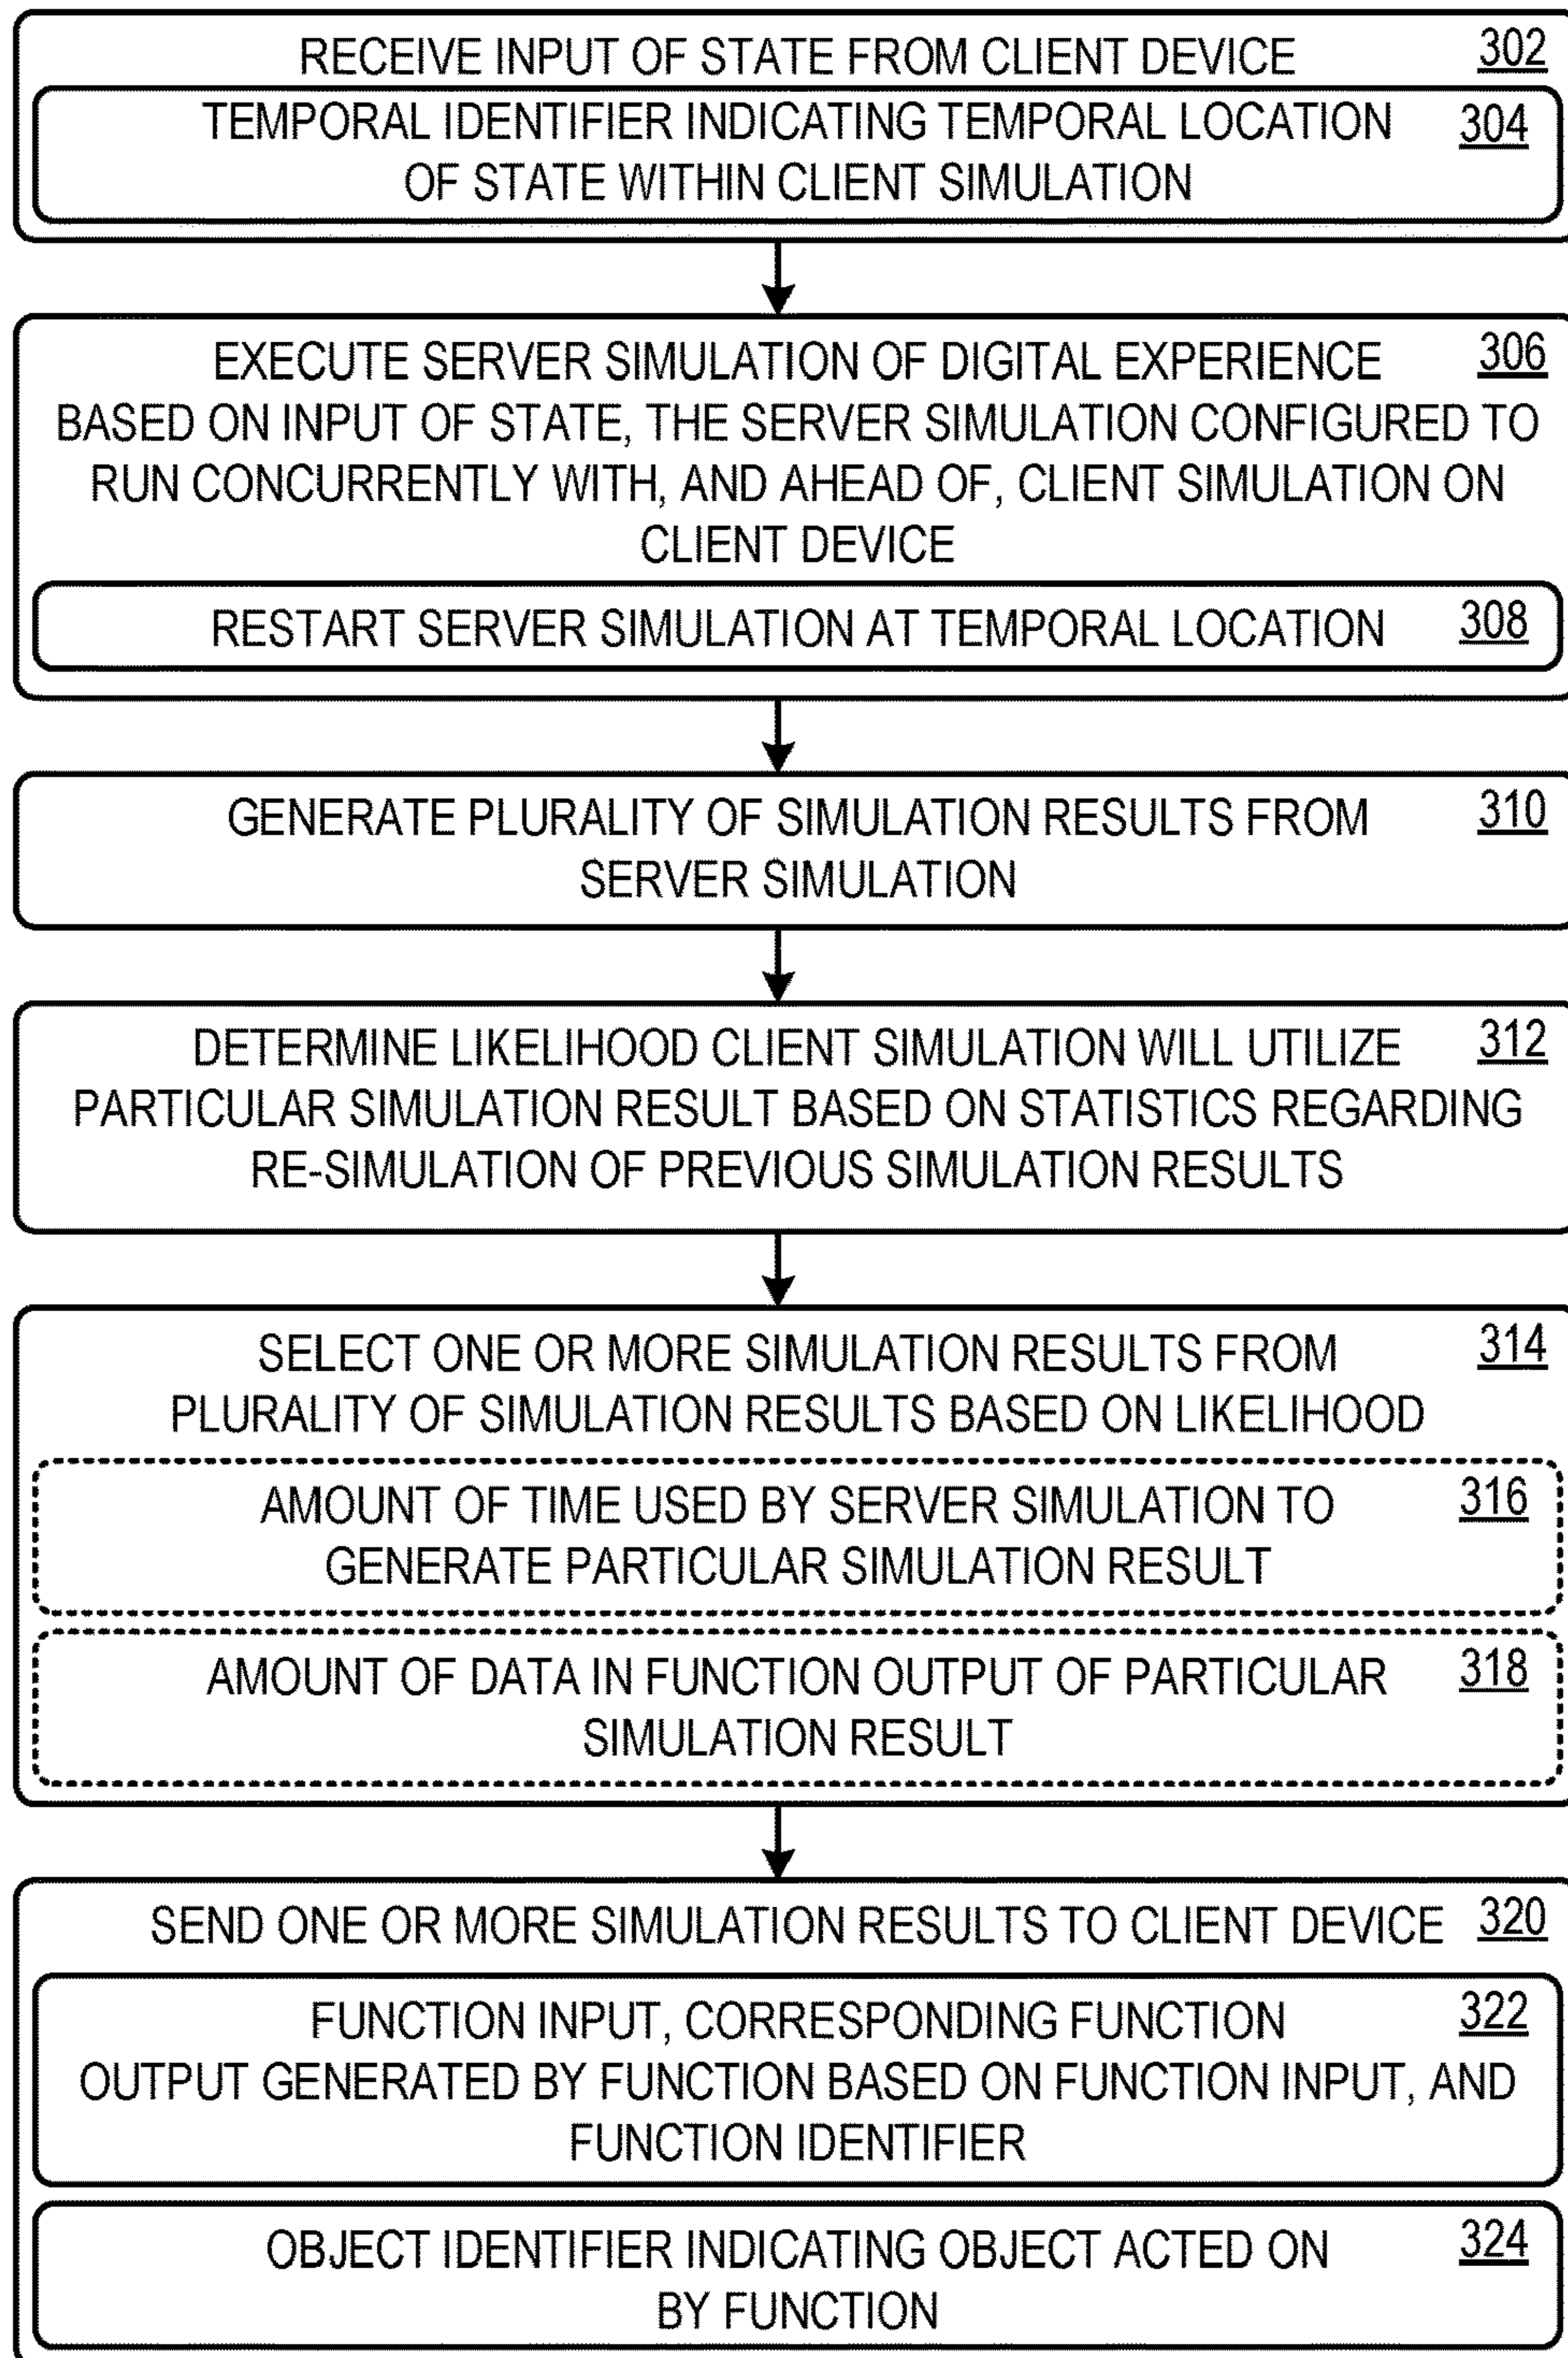 RECEIVE INPUT OF STATE FROM CLIENT DEVICE 302
TEMPORAL IDENTIFIER INDICATING TEMPORAL LOCATION 304
OF STATE WITHIN CLIENT SIMULATION
EXECUTE SERVER SIMULATION OF DIGITAL EXPERIENCE 306
BASED ON INPUT OF STATE, THE SERVER SIMULATION CONFIGURED TO
RUN CONCURRENTLY WITH, AND AHEAD OF, CLIENT SIMULATION ON
CLIENT DEVICE
RESTART SERVER SIMULATION AT TEMPORAL LOCATION 308
GENERATE PLURALITY OF SIMULATION RESULTS FROM 310
SERVER SIMULATION
DETERMINE LIKELIHOOD CLIENT SIMULATION WILL UTILIZE 312
PARTICULAR SIMULATION RESULT BASED ON STATISTICS REGARDING
RE-SIMULATION OF PREVIOUS SIMULATION RESULTS
SELECT ONE OR MORE SIMULATION RESULTS FROM 314
PLURALITY OF SIMULATION RESULTS BASED ON LIKELIHOOD
AMOUNT OF TIME USED BY SERVER SIMULATION TO 316
GENERATE PARTICULAR SIMULATION RESULT
AMOUNT OF DATA IN FUNCTION OUTPUT OF PARTICULAR 318
SIMULATION RESULT
SEND ONE OR MORE SIMULATION RESULTS TO CLIENT DEVICE 320
FUNCTION INPUT, CORRESPONDING FUNCTION 322
OUTPUT GENERATED BY FUNCTION BASED ON FUNCTION INPUT, AND
FUNCTION IDENTIFIER
OBJECT IDENTIFIER INDICATING OBJECT ACTED ON 324
BY FUNCTION